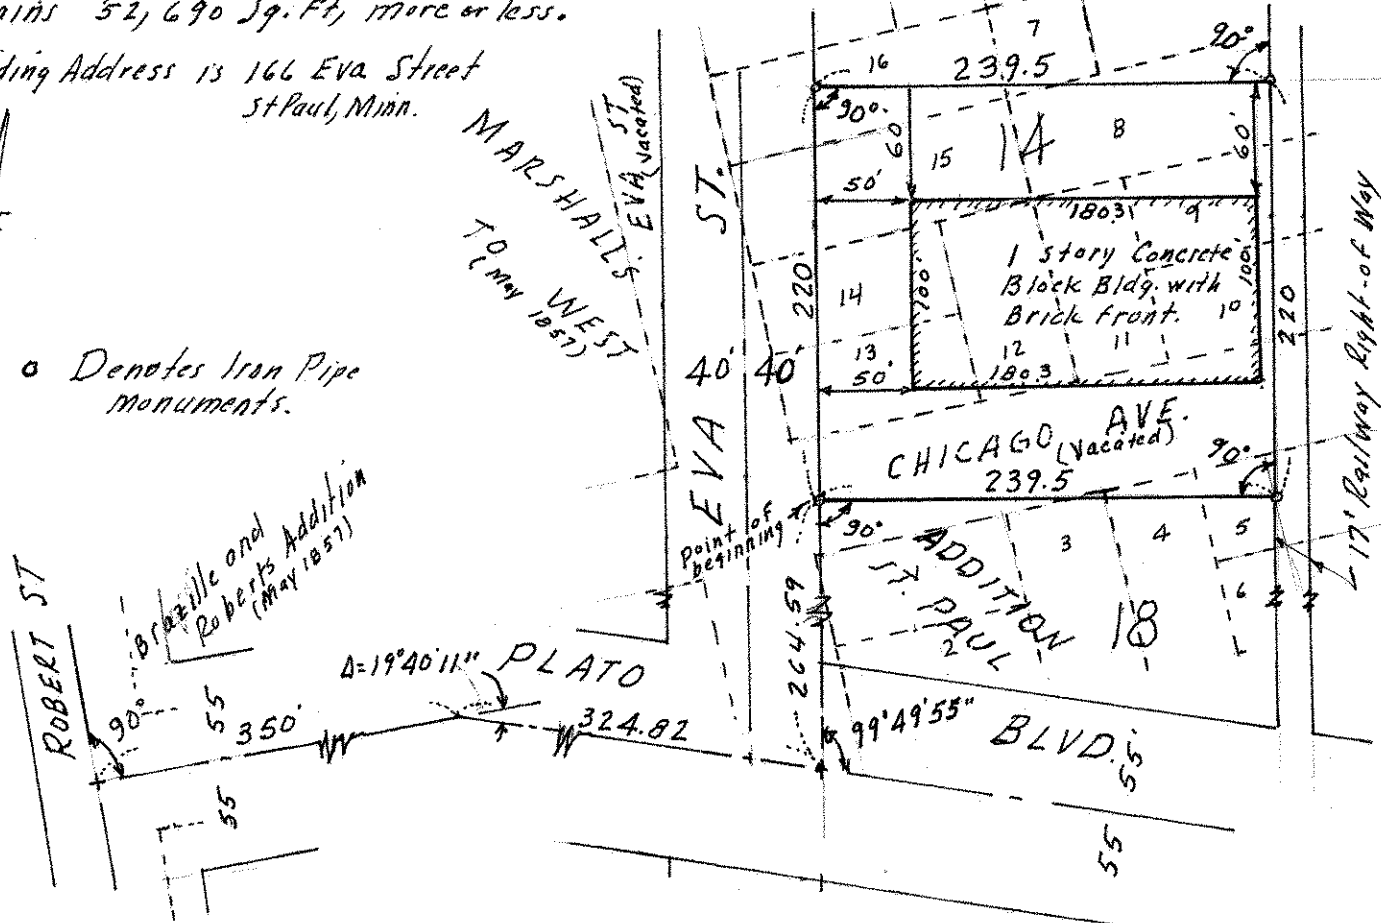 52,690 Sq. Ft, more or less.
Address is 166 Eva Street
St Paul, Minn.
o Denotes Iron Pipe
monuments.
MARSHALLS
TO WEST
(May 1857)
EVA ST
(Vacated)
EVA ST.
40' 40'
16
7
239.5
90°
90°
60
15
14
8
60'
50'
180.3
9
1 story Concrete
Block Bldg. with
Brick Front.
100
100'
220
220
14
13
12
11
10
50'
180.3
CHICAGO AVE.
(Vacated)
239.5
90°
Point of
beginning
90°
17' Railway Right-of Way
ADDITION
ST. PAUL
3
4
5
6
2
18
264.59
Brazille and
Roberts Addition
(May 1857)
ROBERT ST
90°
55
350'
Δ=19°40'11"
PLATO
324.82
99°49'55"
BLVD.
55
55
55